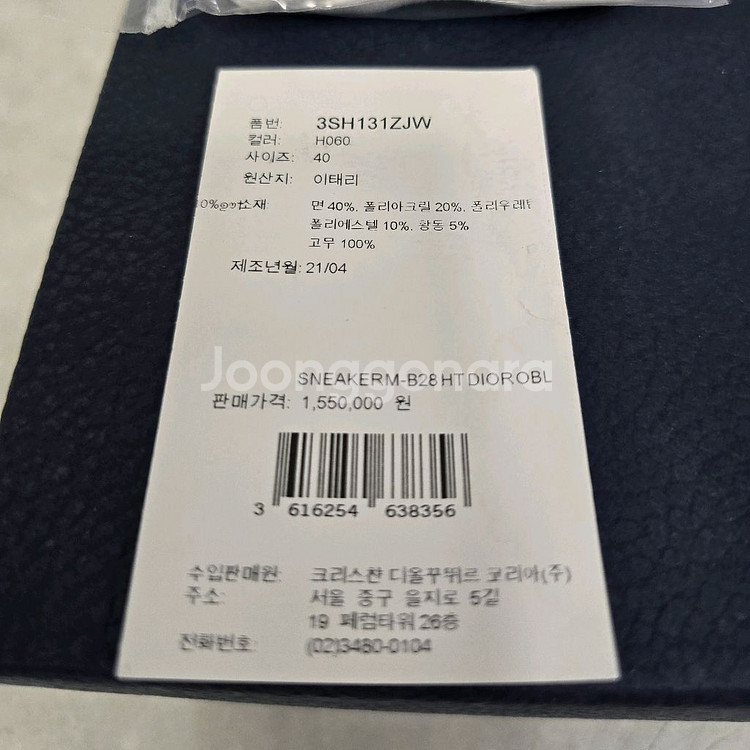 품번: 3SH131ZJW
컬러: H060
사이즈: 40
원산지: 이태리
소재: 면 40%, 폴리아크릴 20%, 폴리우레
폴리에스텔 10%, 황동 5%
고무 100%
제조년월: 21/04
Joonggonara
SNEAKERM-B28 HT DIOROBL
판매가격: 1,550,000 원
3 616254 638356
수입판매원: 크리스챤 디올꾸뛰르 코리아(주)
주소: 서울 중구 을지로 5길
19 페럼타워 26층
전화번호: (02)3480-0104